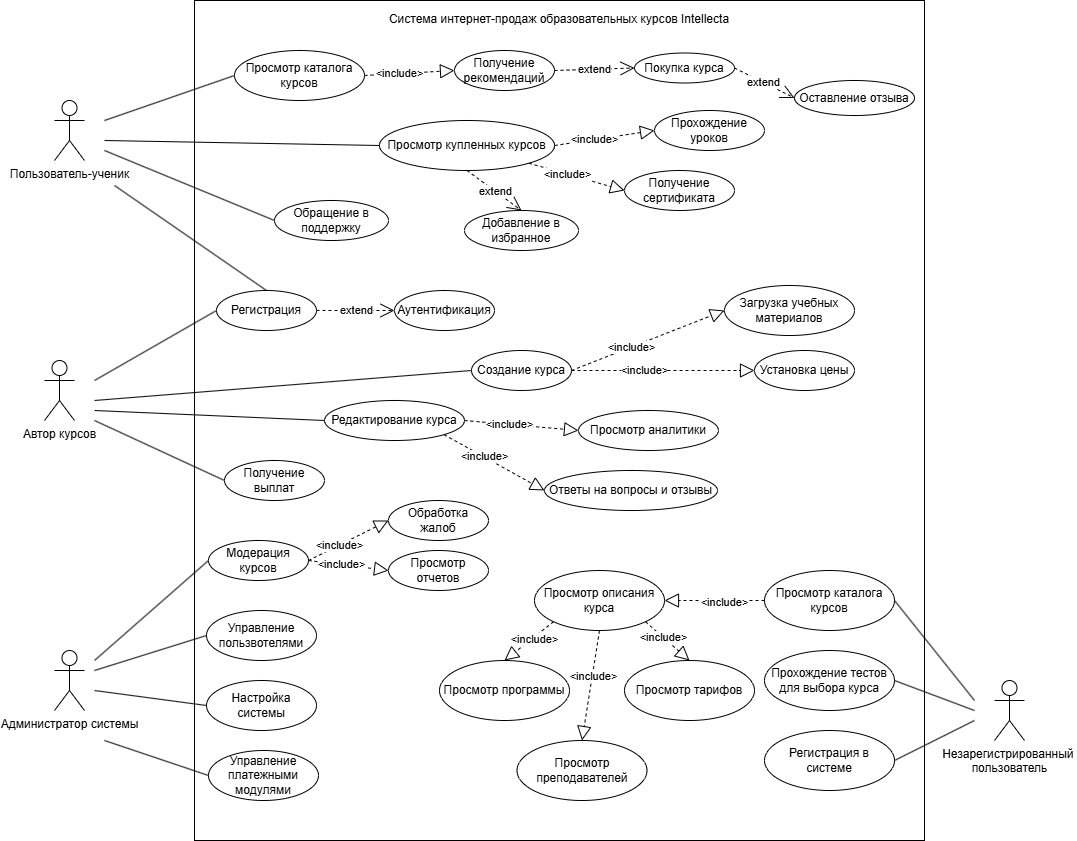 Система интернет-продаж образовательных курсов Intellecta
Просмотр каталога
курсов
<include>
Получение
рекомендаций
extend
Покупка курса
extend
Оставление отзыва
Пользователь-ученик
Просмотр купленных курсов
<include>
Прохождение
уроков
<include>
Получение
сертификата
extend
Добавление в
избранное
Обращение в
поддержку
Регистрация
extend
Аутентификация
Автор курсов
Создание курса
<include>
Загрузка учебных
материалов
<include>
Установка цены
Редактирование курса
<include>
Просмотр аналитики
<include>
Ответы на вопросы и отзывы
Получение
выплат
Модерация
курсов
<include>
Обработка
жалоб
<include>
Просмотр
отчетов
Управление
пользвотелями
Администратор системы
Настройка
системы
Управление
платежными
модулями
Просмотр описания
курса
<include>
Просмотр каталога
курсов
<include>
Просмотр программы
<include>
Просмотр
преподавателей
<include>
Просмотр тарифов
Прохождение тестов
для выбора курса
Регистрация в
системе
Незарегистрированный
пользователь